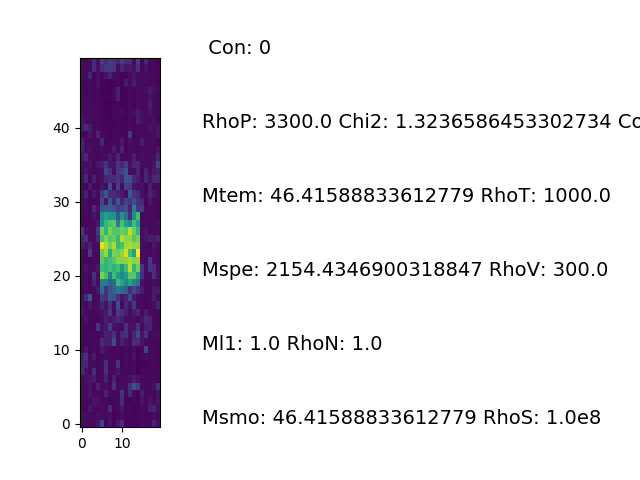 Con: 0
RhoP: 3300.0 Chi2: 1.3236586453302734 Co
40
Mtem: 46.41588833612779 RhoT: 1000.0
30
Mspe: 2154.4346900318847 RhoV: 300.0
20
Ml1: 1.0 RhoN: 1.0
10
Msmo: 46.41588833612779 RhoS: 1.0e8
0
0 10